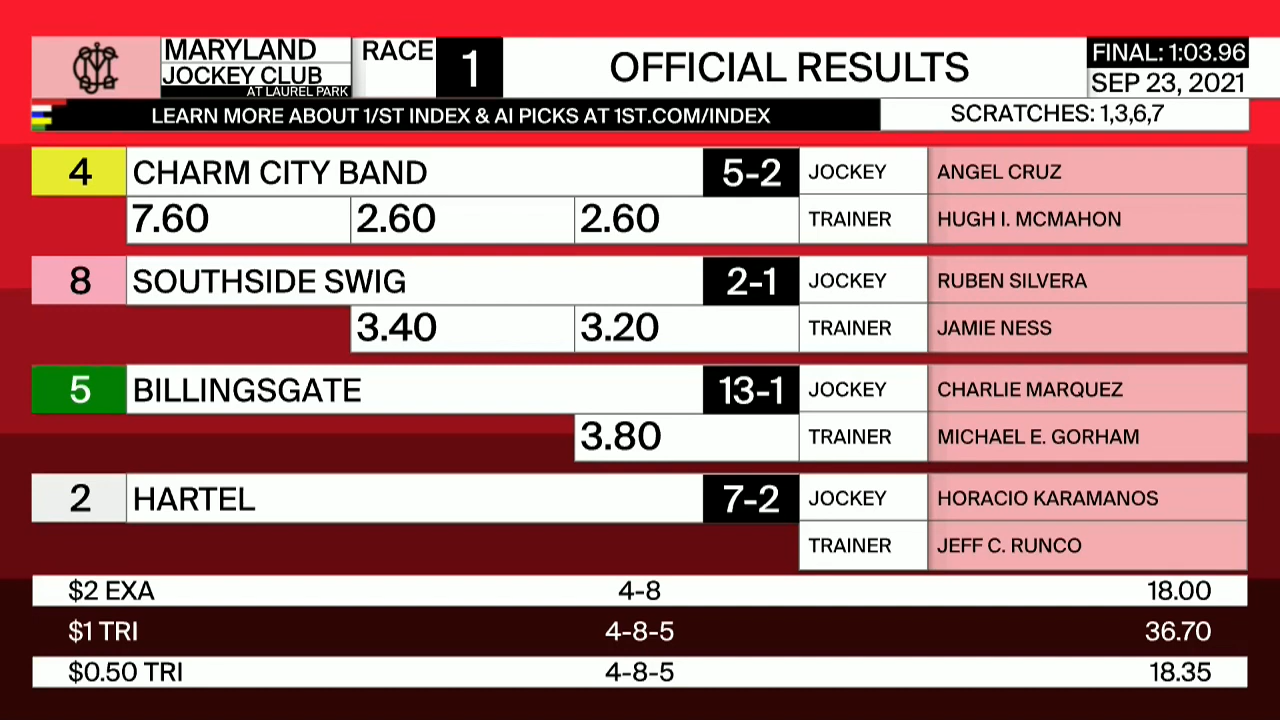 MARYLAND
JOCKEY CLUB
AT LAUREL PARK
RACE 1
OFFICIAL RESULTS
FINAL: 1:03.96
SEP 23, 2021
LEARN MORE ABOUT 1/ST INDEX & AI PICKS AT 1ST.COM/INDEX
SCRATCHES: 1,3,6,7
4 CHARM CITY BAND 5-2 JOCKEY ANGEL CRUZ
7.60 2.60 2.60 TRAINER HUGH I. MCMAHON
8 SOUTHSIDE SWIG 2-1 JOCKEY RUBEN SILVERA
3.40 3.20 TRAINER JAMIE NESS
5 BILLINGSGATE 13-1 JOCKEY CHARLIE MARQUEZ
3.80 TRAINER MICHAEL E. GORHAM
2 HARTEL 7-2 JOCKEY HORACIO KARAMANOS
TRAINER JEFF C. RUNCO
$2 EXA 4-8 18.00
$1 TRI 4-8-5 36.70
$0.50 TRI 4-8-5 18.35